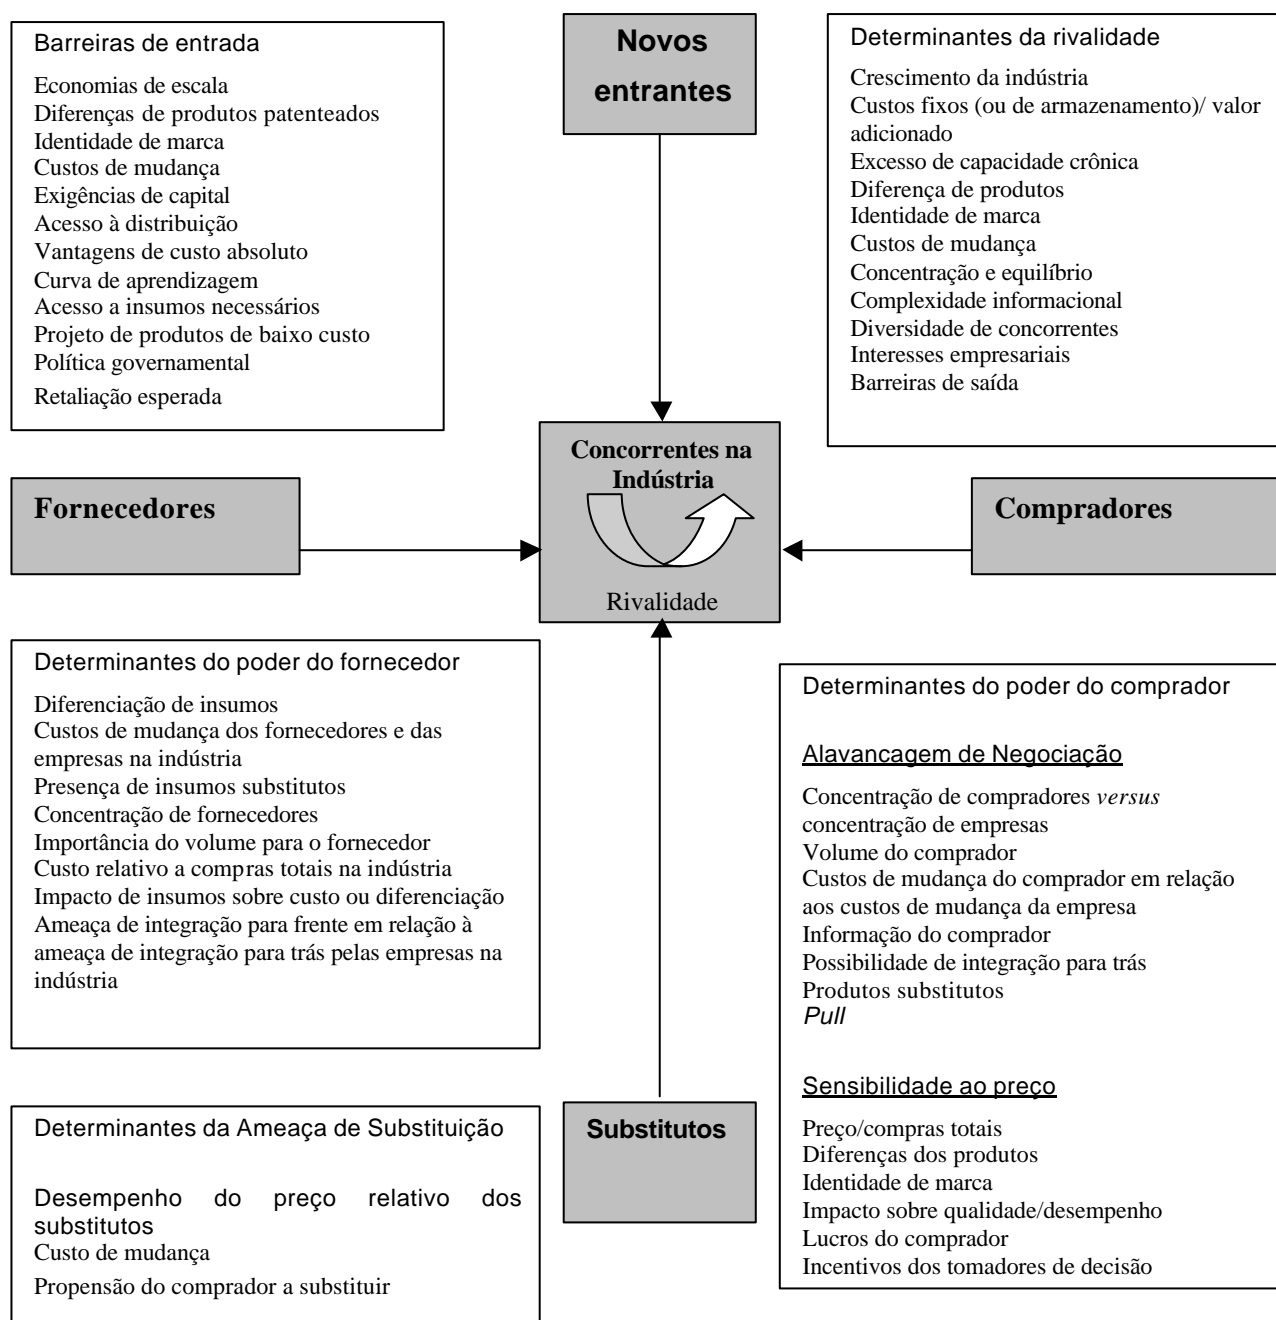 Barreiras de entrada
Economias de escala
Diferenças de produtos patenteados
Identidade de marca
Custos de mudança
Exigências de capital
Acesso à distribuição
Vantagens de custo absoluto
Curva de aprendizagem
Acesso a insumos necessários
Projeto de produtos de baixo custo
Política governamental
Retaliação esperada
Novos
entrantes
Determinantes da rivalidade
Crescimento da indústria
Custos fixos (ou de armazenamento)/ valor
adicionado
Excesso de capacidade crônica
Diferença de produtos
Identidade de marca
Custos de mudança
Concentração e equilíbrio
Complexidade informacional
Diversidade de concorrentes
Interesses empresariais
Barreiras de saída
Fornecedores
Concorrentes na
Indústria
Rivalidade
Compradores
Determinantes do poder do fornecedor
Diferenciação de insumos
Custos de mudança dos fornecedores e das
empresas na indústria
Presença de insumos substitutos
Concentração de fornecedores
Importância do volume para o fornecedor
Custo relativo a compras totais na indústria
Impacto de insumos sobre custo ou diferenciação
Ameaça de integração para frente em relação à
ameaça de integração para trás pelas empresas na
indústria
Determinantes do poder do comprador
Alavancagem de Negociação
Concentração de compradores versus
concentração de empresas
Volume do comprador
Custos de mudança do comprador em relação
aos custos de mudança da empresa
Informação do comprador
Possibilidade de integração para trás
Produtos substitutos
Pull
Sensibilidade ao preço
Preço/compras totais
Diferenças dos produtos
Identidade de marca
Impacto sobre qualidade/desempenho
Lucros do comprador
Incentivos dos tomadores de decisão
Determinantes da Ameaça de Substituição
Desempenho do preço relativo dos
substitutos
Custo de mudança
Propensão do comprador a substituir
Substitutos